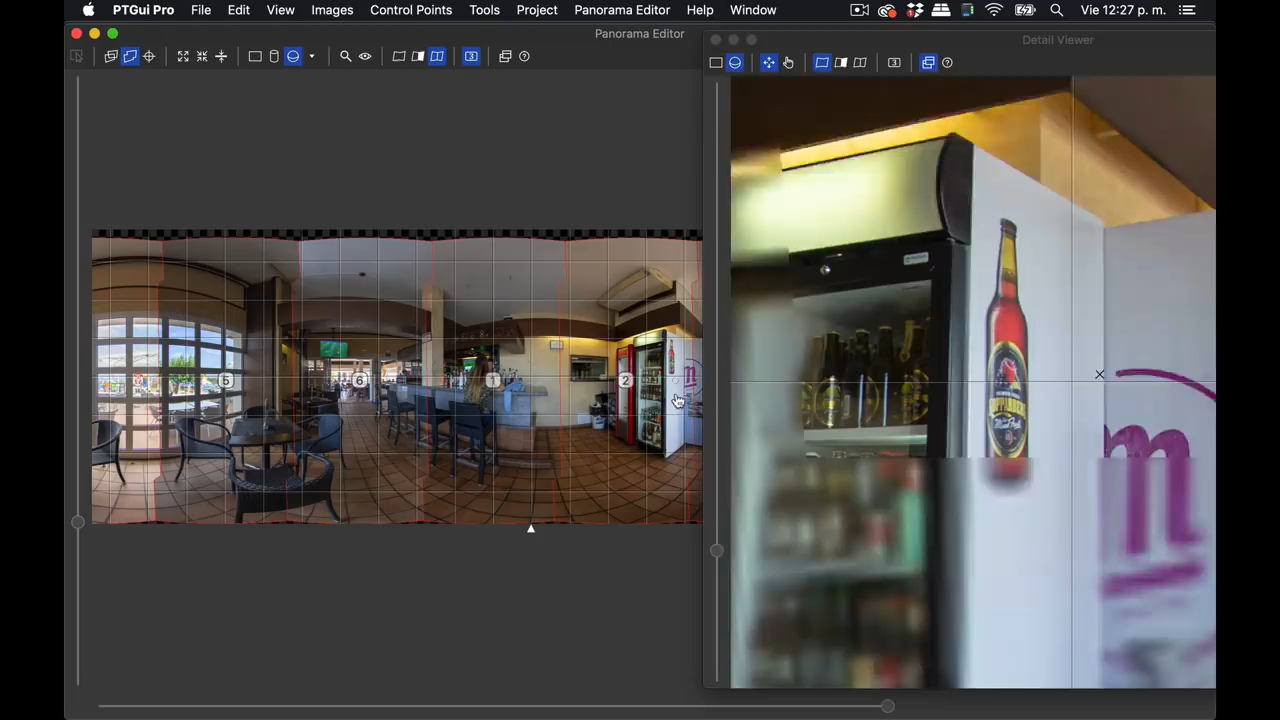 PTGui Pro File Edit View Images Control Points Tools Project Panorama Editor Help Window Vie 12:27 p. m.
Panorama Editor
Detail Viewer
5 6 1 2
m
m